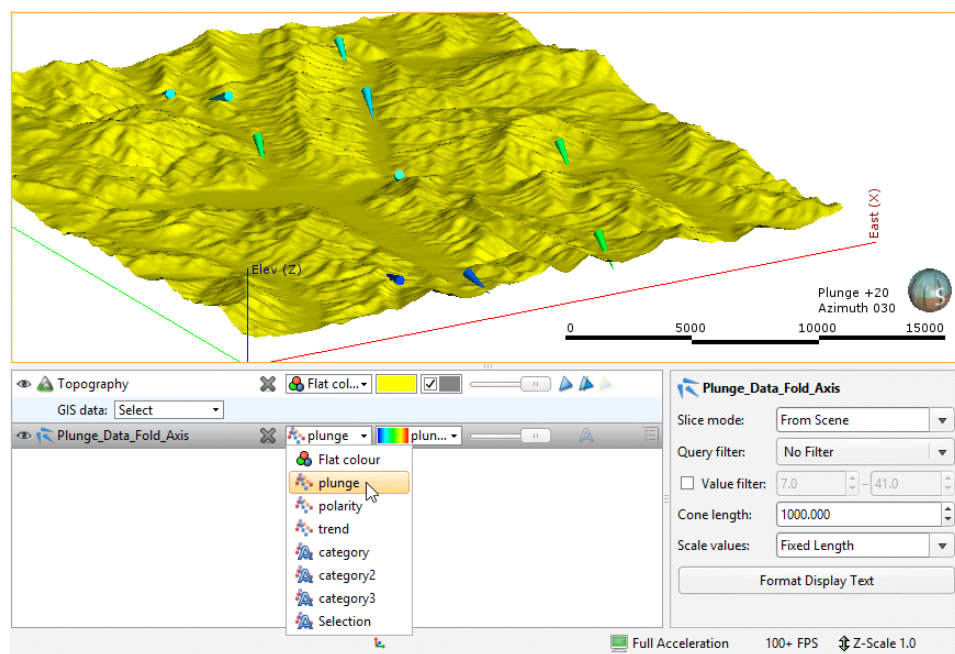 East (X)
Elev (Z)
Plunge +20
Azimuth 030
0 5000 10000 15000
Topography
Flat col...
GIS data: Select
Plunge_Data_Fold_Axis
plunge
plun...
Flat colour
plunge
polarity
trend
category
category2
category3
Selection
Plunge_Data_Fold_Axis
Slice mode: From Scene
Query filter: No Filter
Value filter: 7.0 – 41.0
Cone length: 1000.000
Scale values: Fixed Length
Format Display Text
Full Acceleration 100+ FPS Z-Scale 1.0